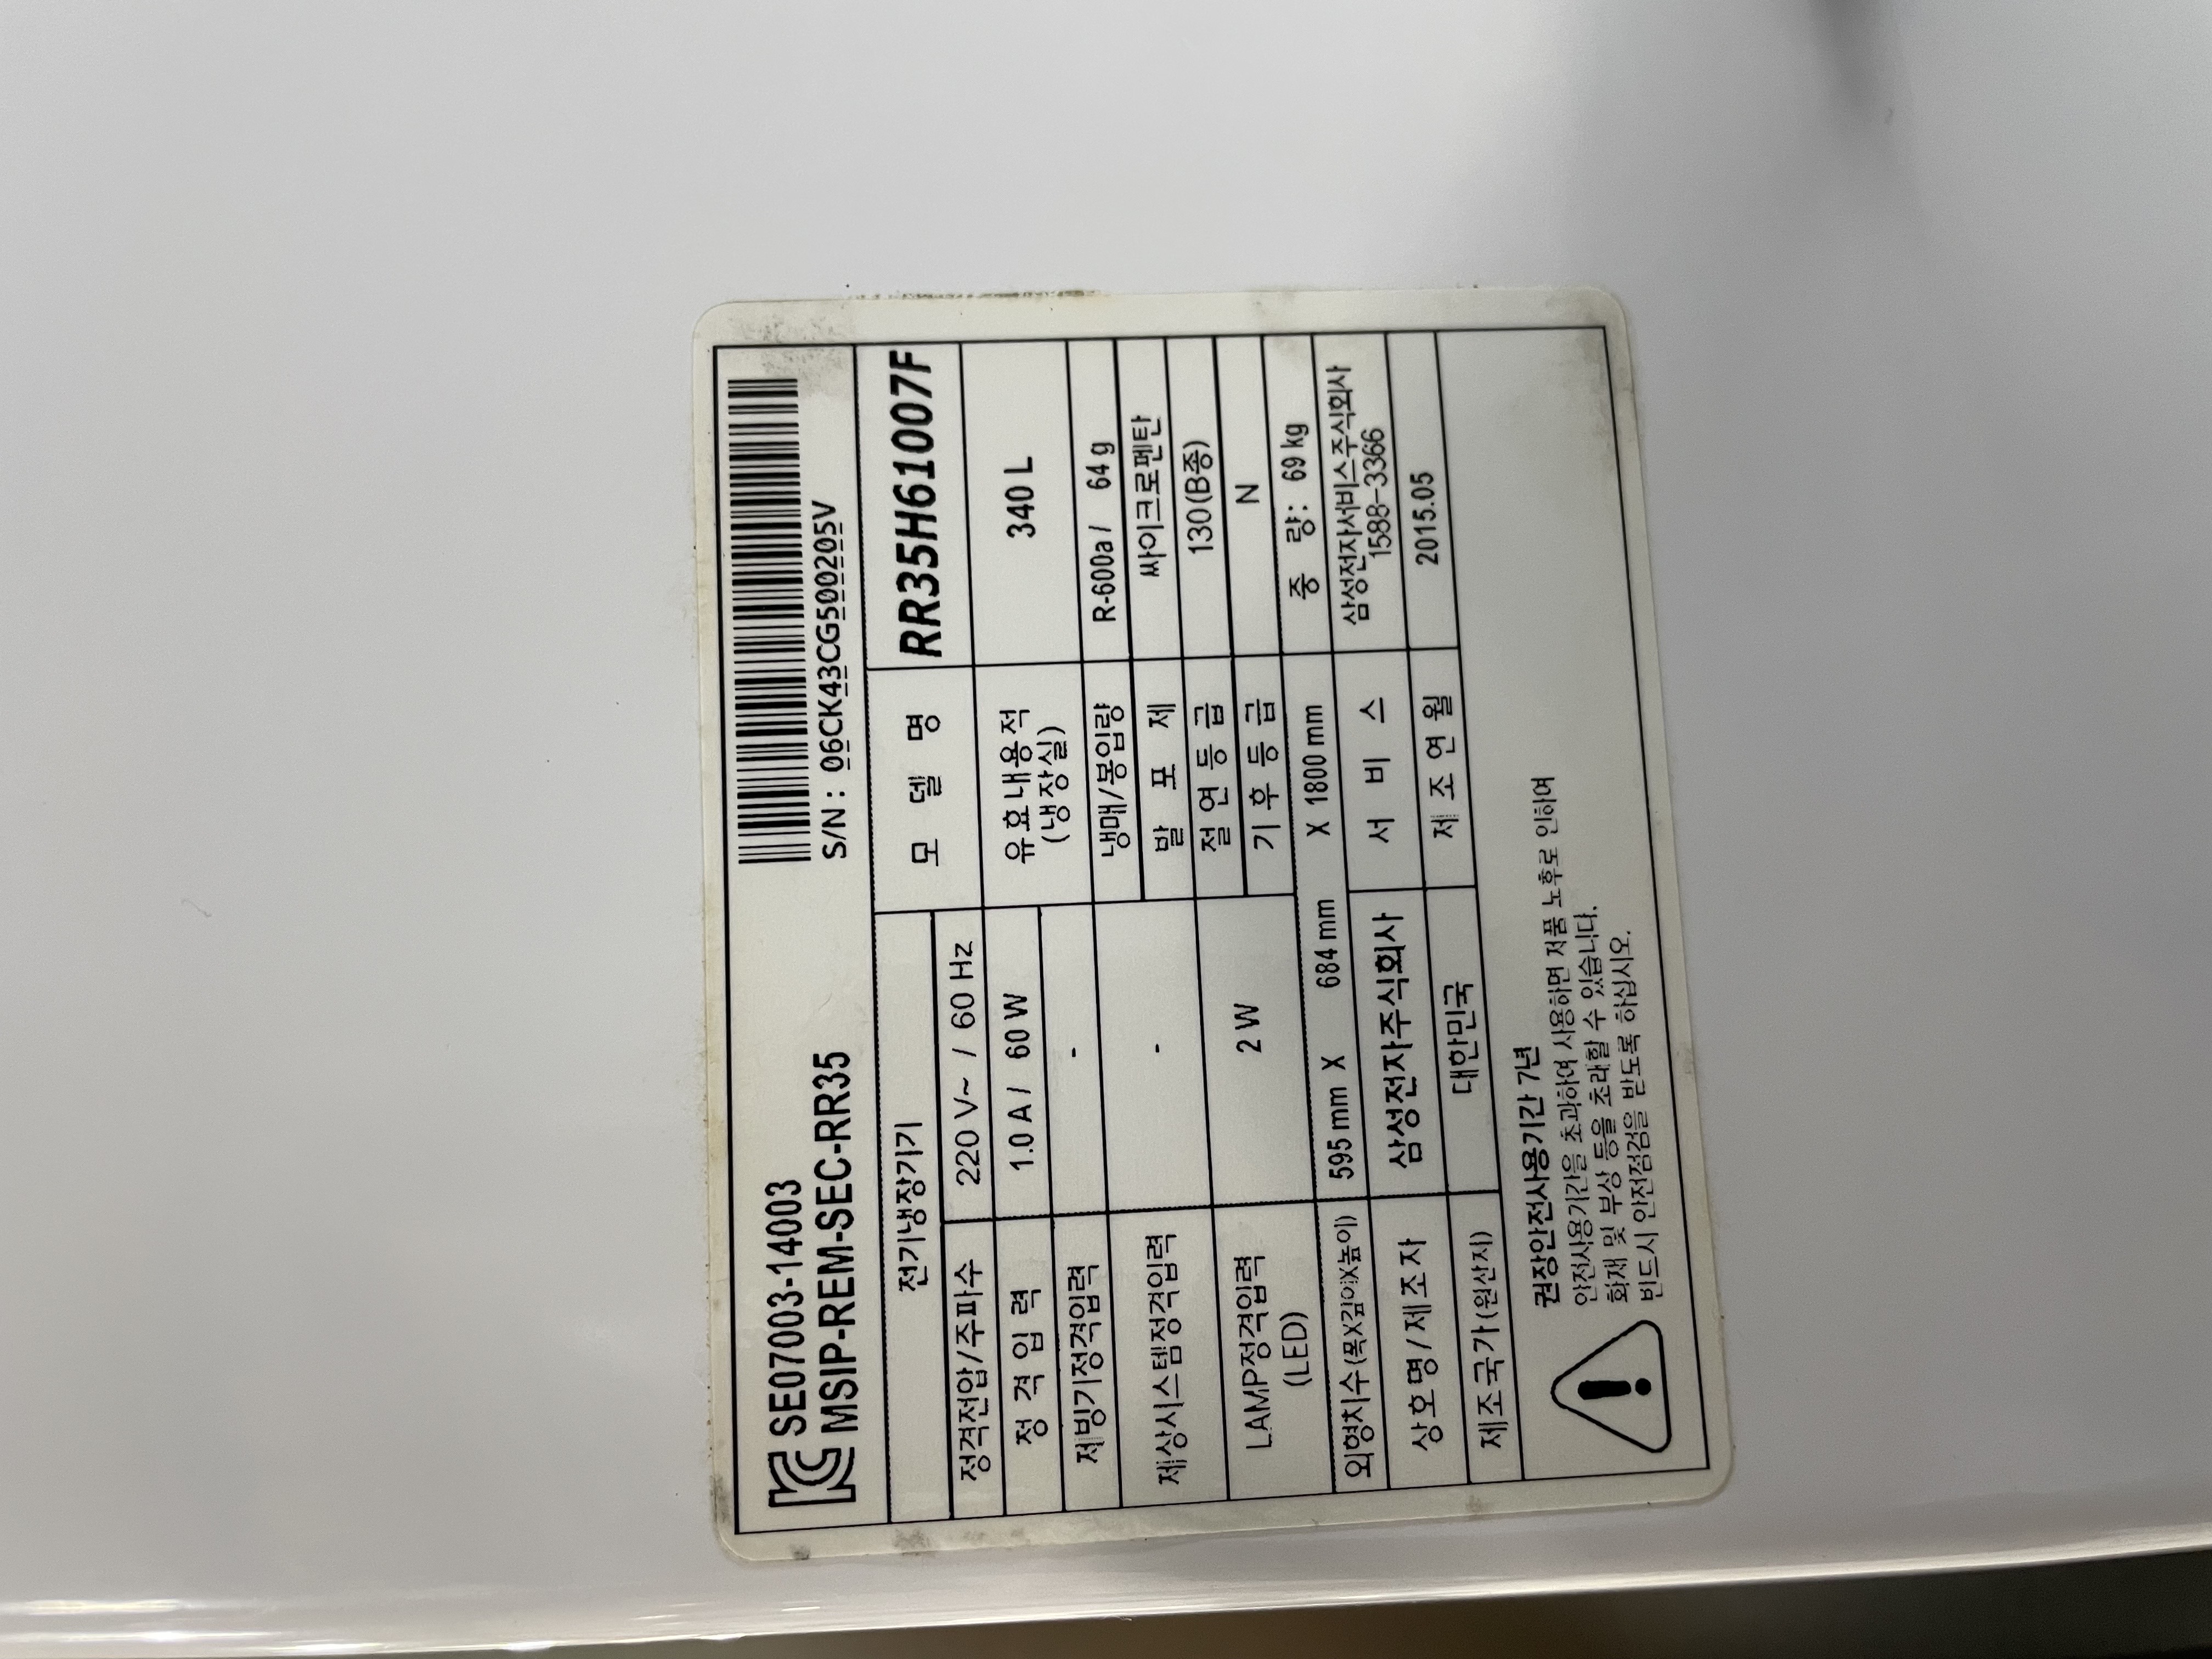 SE07003-14003
MSIP-REM-SEC-RR35
S/N : 06CK43CG500205V
전기냉장기기
모 델 명 RR35H61007F
정격전압/주파수 220 V~ / 60 Hz
정 격 입 력 1.0 A / 60 W
유효내용적
(냉장실)
340 L
제빙기정격입력 -
냉매/봉입량 R-600a / 64 g
제상시스템정격입력 -
발 포 제 싸이크로펜탄
절 연 등 급 130(B종)
LAMP정격입력
(LED)
2 W
기 후 등 급 N
외형치수(폭X깊이X높이) 595 mm X 684 mm X 1800 mm 중 량 : 69 kg
상호명/제조자 삼성전자주식회사 서 비 스 삼성전자서비스주식회사
1588-3366
제조국가(원산지) 대한민국 제 조 연 월 2015.05
권장안전사용기간 7년
안전사용기간을 초과하여 사용하면 제품 노후로 인하여
화재 및 부상 등을 초래할 수 있습니다.
반드시 안전점검을 받도록 하십시오.